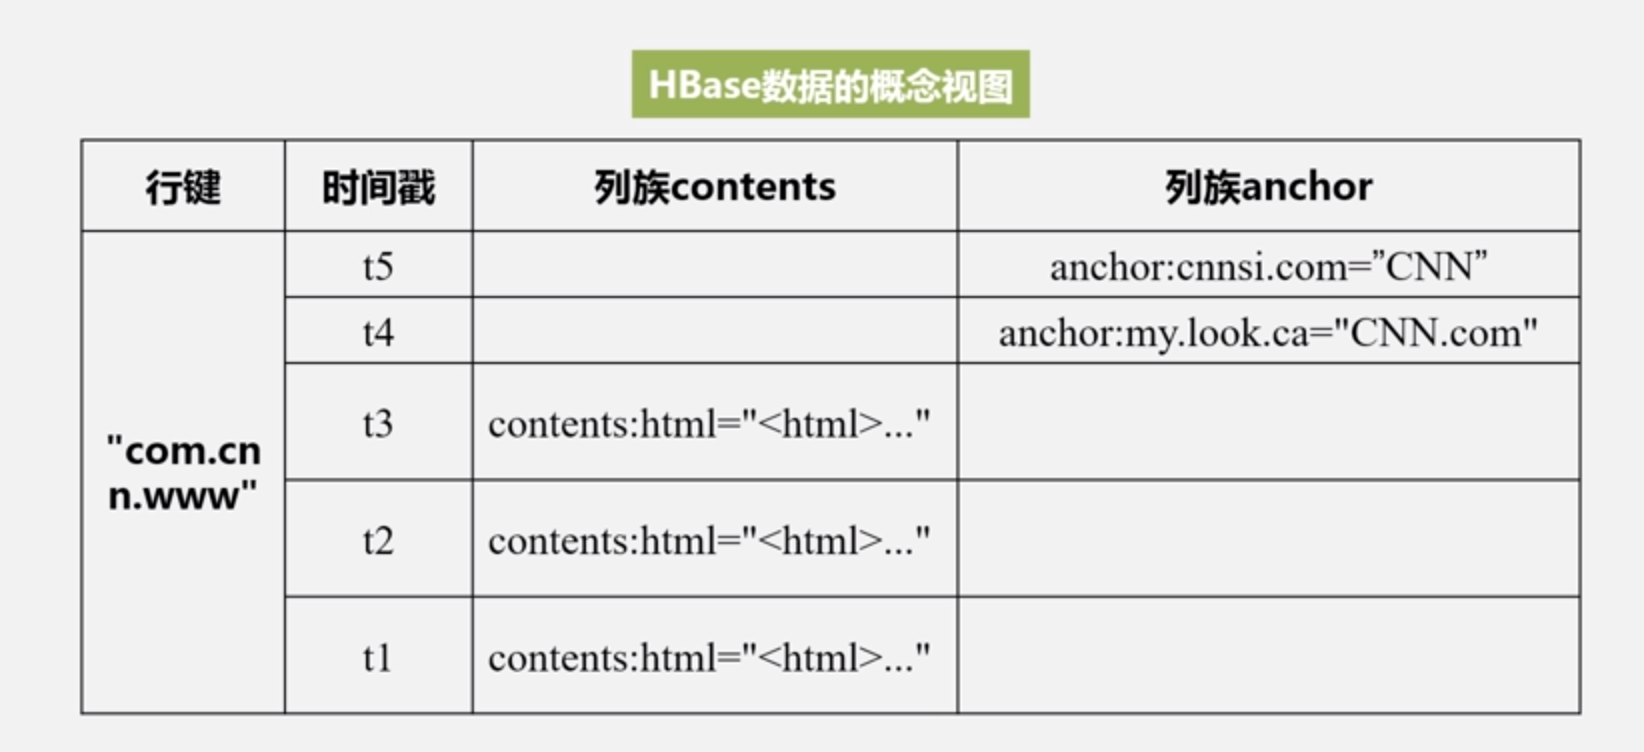 HBase数据的概念视图
行键 时间戳 列族contents 列族anchor
t5 anchor:cnnsi.com=”CNN”
t4 anchor:my.look.ca="CNN.com"
t3 contents:html="<html>..."
"com.cn
n.www"
t2 contents:html="<html>..."
t1 contents:html="<html>..."